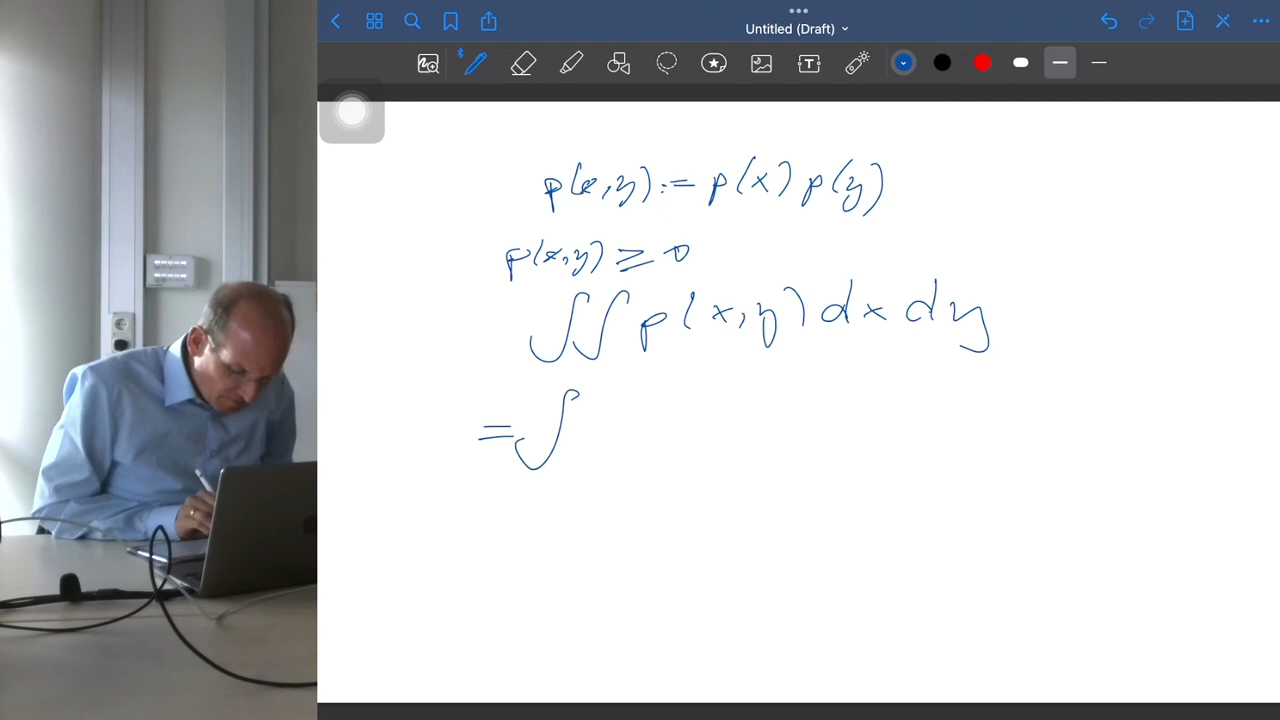 Untitled (Draft)
p(x,y) := p(x) p(y)
p(x,y) ≥ 0
∫∫ p(x,y) dx dy
= ∫